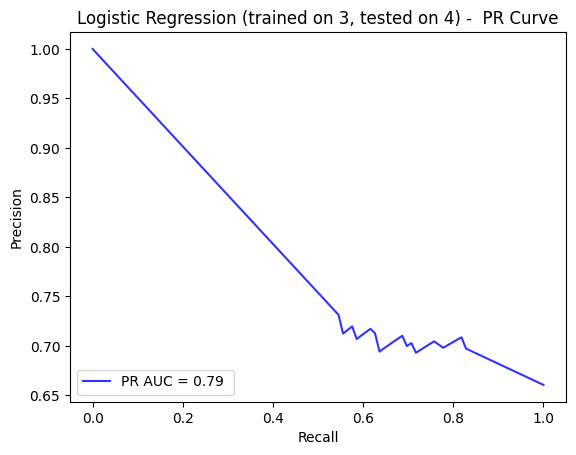 Logistic Regression (trained on 3, tested on 4) -  PR Curve
1.00
0.95
0.90
0.85
0.80
0.75
0.70
0.65
Precision
PR AUC = 0.79
0.0 0.2 0.4 0.6 0.8 1.0
Recall